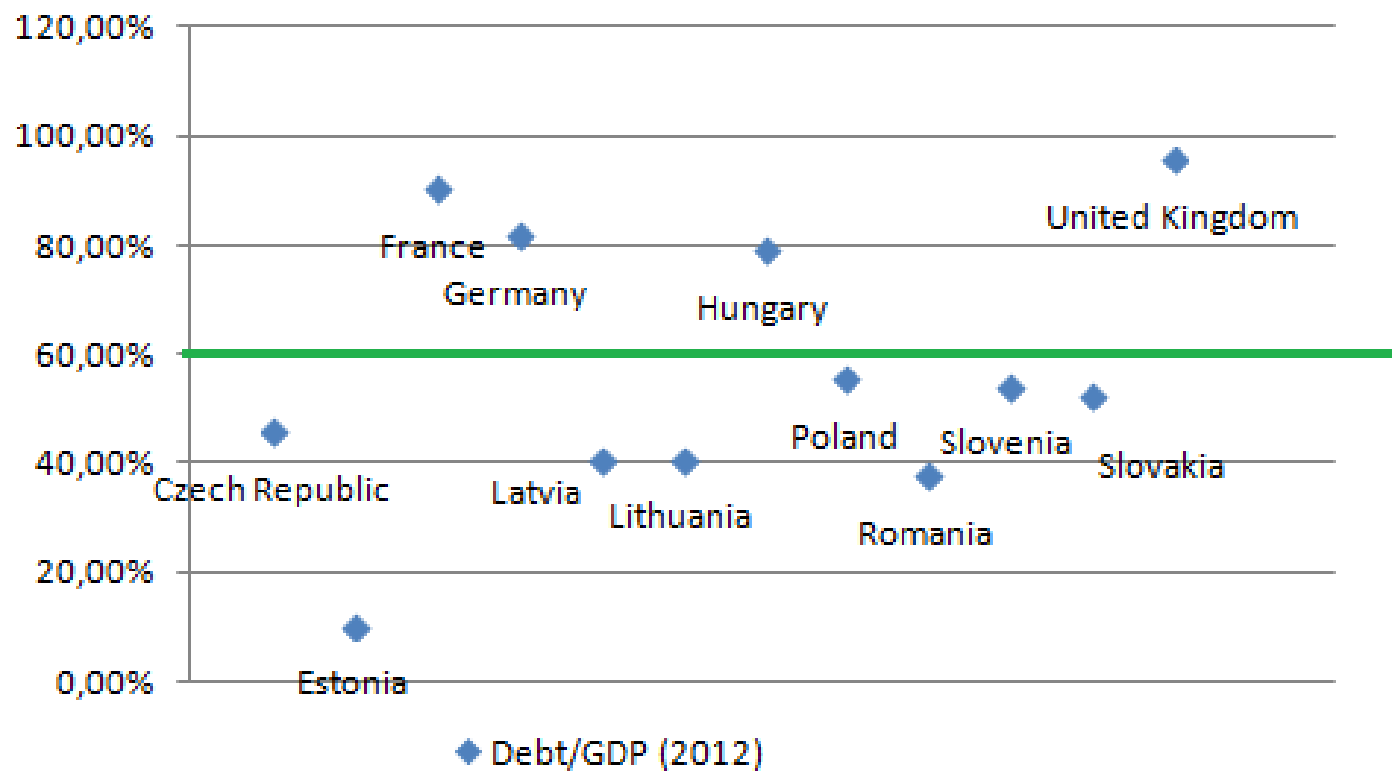 120,00%
100,00%
United Kingdom
80,00%
France
Germany
Hungary
60,00%
Poland
Slovenia
40,00%
Slovakia
Czech Republic
Latvia
Lithuania
Romania
20,00%
0,00%
Estonia
Debt/GDP (2012)